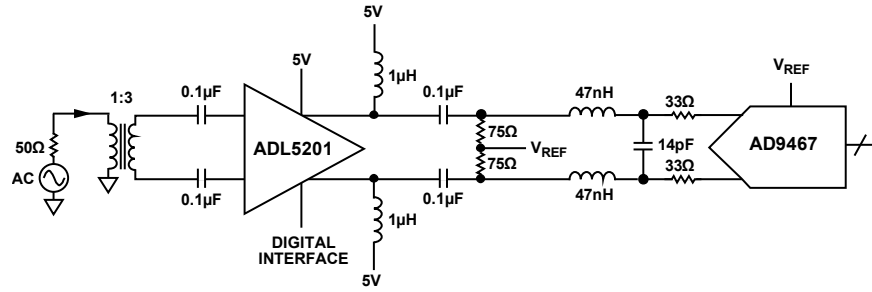 5V
5V
1µH
1:3
0.1µF
0.1µF
47nH
33Ω
V_REF
50Ω
AC
ADL5201
75Ω
75Ω
V_REF
14pF
AD9467
0.1µF
0.1µF
47nH
33Ω
1µH
DIGITAL
INTERFACE
5V